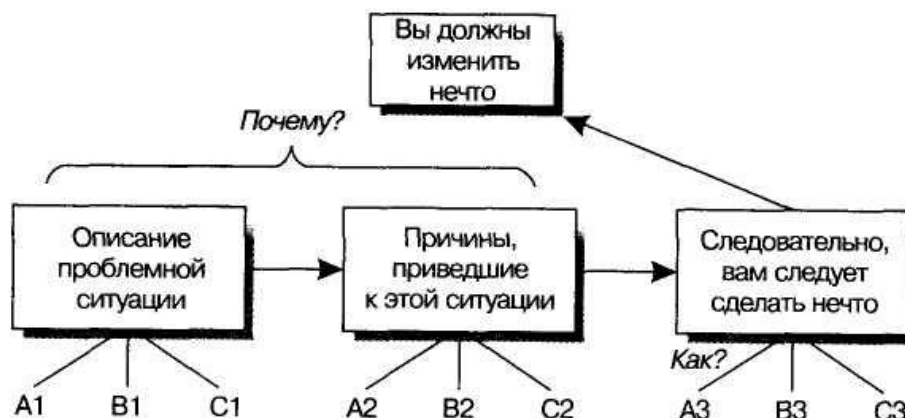 Вы должны
изменить
нечто
Почему?
Описание
проблемной
ситуации
Причины,
приведшие
к этой ситуации
Следовательно,
вам следует
сделать нечто
Как?
A1 B1 C1 A2 B2 C2 A3 B3 C3